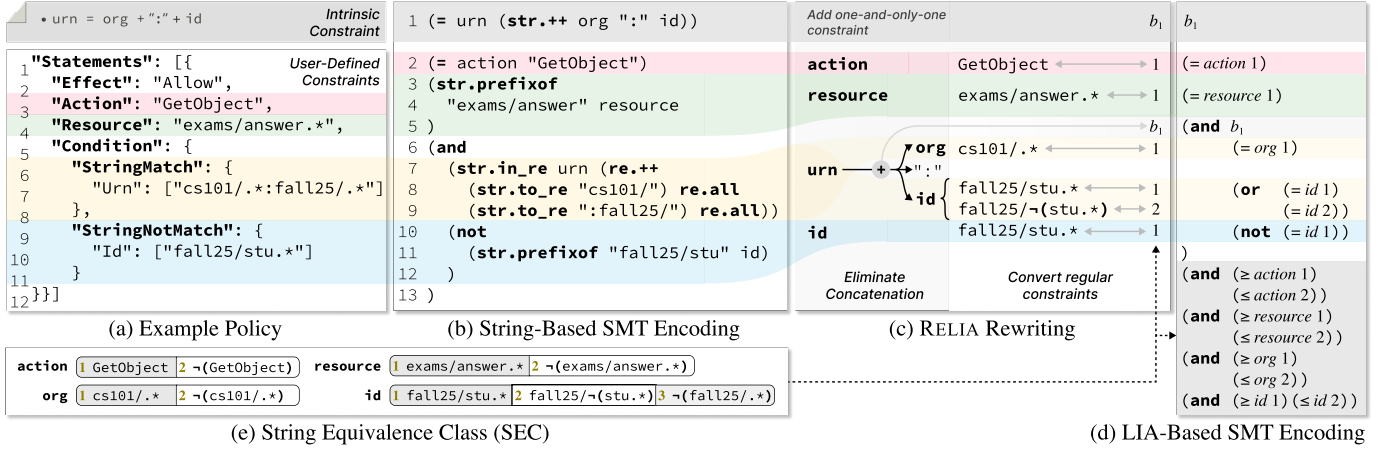 • urn = org + ":" + id
Intrinsic
Constraint
User-Defined
Constraints
1 "Statements": [{
2 "Effect": "Allow",
3 "Action": "GetObject",
4 "Resource": "exams/answer.*",
5 "Condition": {
6 "StringMatch": {
7 "Urn": ["cs101/.*:fall25/.*"]
8 },
9 "StringNotMatch": {
10 "Id": ["fall25/stu.*"]
11 }
12 }}]
(a) Example Policy
1 (= urn (str.++ org ":" id))
2 (= action "GetObject")
3 (str.prefixof
4 "exams/answer" resource
5 )
6 (and
7 (str.in_re urn (re.++
8 (str.to_re "cs101/") re.all
9 (str.to_re ":fall25/") re.all))
10 (not
11 (str.prefixof "fall25/stu" id)
12 )
13 )
(b) String-Based SMT Encoding
Add one-and-only-one
constraint
b1
action GetObject 1
resource exams/answer.* 1
b1
org cs101/.* 1
urn + ":"
id fall25/stu.* 1
fall25/¬(stu.*) 2
id fall25/stu.* 1
Eliminate
Concatenation
Convert regular
constraints
(c) RELIA Rewriting
b1
(= action 1)
(= resource 1)
(and b1
(= org 1)
(or (= id 1)
(= id 2))
(not (= id 1))
)
(and (≥ action 1)
(≤ action 2))
(and (≥ resource 1)
(≤ resource 2))
(and (≥ org 1)
(≤ org 2))
(and (≥ id 1) (≤ id 2))
(d) LIA-Based SMT Encoding
action 1 GetObject 2 ¬(GetObject) resource 1 exams/answer.* 2 ¬(exams/answer.*)
org 1 cs101/.* 2 ¬(cs101/.*) id 1 fall25/stu.* 2 fall25/¬(stu.*) 3 ¬(fall25/.*)
(e) String Equivalence Class (SEC)